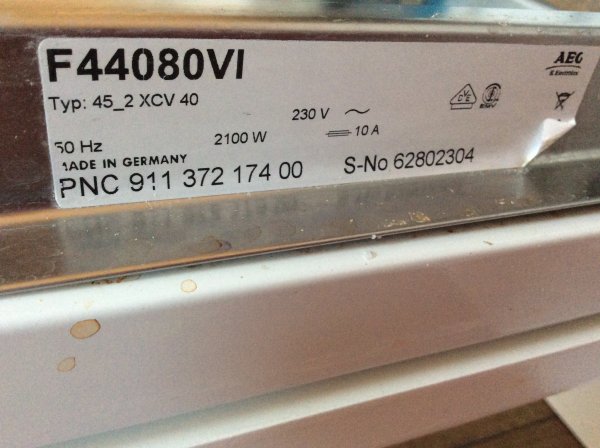 F44080VI
AEG
& Electrolux
Typ: 45_2 XCV 40
230 V ~
50 Hz
2100 W
10 A
MADE IN GERMANY
PNC 911 372 174 00
S-No 62802304